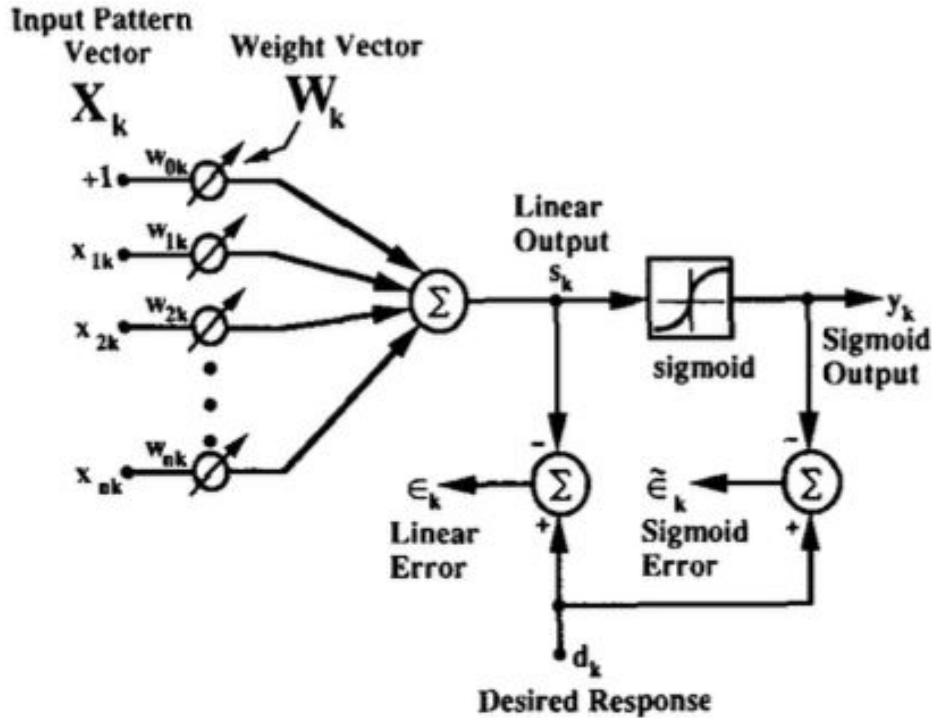 Input Pattern
Vector
X_k
Weight Vector
W_k
+1
w_0k
x_1k
w_1k
x_2k
w_2k
x_nk
w_nk
Σ
Linear
Output
s_k
sigmoid
y_k
Sigmoid
Output
-
Σ
+
∈_k
Linear
Error
~
Σ
+
∈̃_k
Sigmoid
Error
d_k
Desired Response